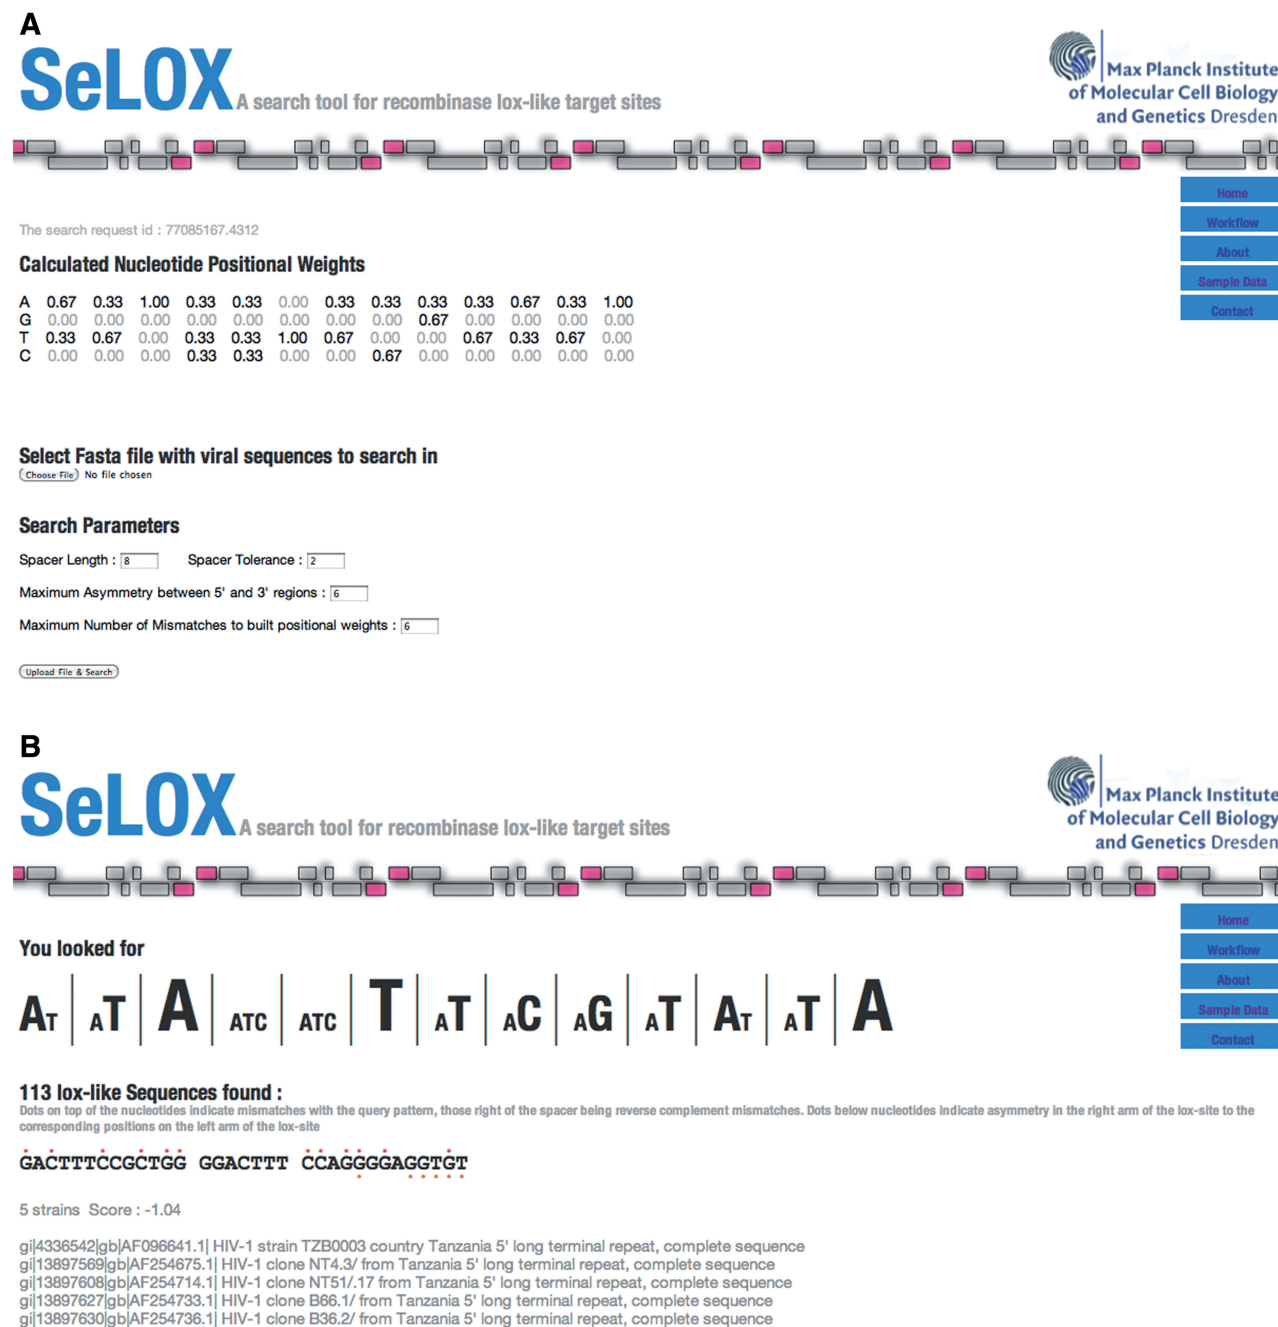 A
SeLOX A search tool for recombinase lox-like target sites
Max Planck Institute
of Molecular Cell Biology
and Genetics Dresden
Home
Workflow
About
Sample Data
Contact
The search request id : 77085167.4312
Calculated Nucleotide Positional Weights
A 0.67 0.33 1.00 0.33 0.33 0.00 0.33 0.33 0.33 0.33 0.67 0.33 1.00
G 0.00 0.00 0.00 0.00 0.00 0.00 0.00 0.00 0.67 0.00 0.00 0.00 0.00
T 0.33 0.67 0.00 0.33 0.33 1.00 0.67 0.00 0.00 0.67 0.33 0.67 0.00
C 0.00 0.00 0.00 0.33 0.33 0.00 0.00 0.67 0.00 0.00 0.00 0.00 0.00
Select Fasta file with viral sequences to search in
Choose File No file chosen
Search Parameters
Spacer Length : 8 Spacer Tolerance : 2
Maximum Asymmetry between 5' and 3' regions : 6
Maximum Number of Mismatches to built positional weights : 6
Upload File & Search
B
SeLOX A search tool for recombinase lox-like target sites
Max Planck Institute
of Molecular Cell Biology
and Genetics Dresden
Home
Workflow
About
Sample Data
Contact
You looked for
AT | AT | A | ATC | ATC | T | AT | AC | AG | AT | AT | AT | A
113 lox-like Sequences found :
Dots on top of the nucleotides indicate mismatches with the query pattern, those right of the spacer being reverse complement mismatches. Dots below nucleotides indicate asymmetry in the right arm of the lox-site to the
corresponding positions on the left arm of the lox-site
GACTTTCCGCTGG GGACTTT CCAGGGGAGGTGT
5 strains Score : -1.04
gi|4336542|gb|AF096641.1| HIV-1 strain TZB0003 country Tanzania 5' long terminal repeat, complete sequence
gi|13897569|gb|AF254675.1| HIV-1 clone NT4.3/ from Tanzania 5' long terminal repeat, complete sequence
gi|13897608|gb|AF254714.1| HIV-1 clone NT51/.17 from Tanzania 5' long terminal repeat, complete sequence
gi|13897627|gb|AF254733.1| HIV-1 clone B66.1/ from Tanzania 5' long terminal repeat, complete sequence
gi|13897630|gb|AF254736.1| HIV-1 clone B36.2/ from Tanzania 5' long terminal repeat, complete sequence